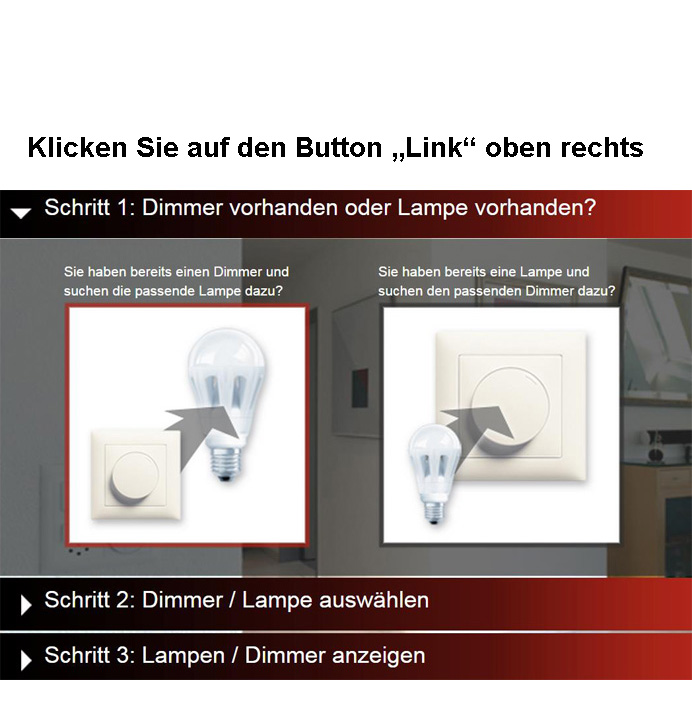 Klicken Sie auf den Button „Link“ oben rechts
Schritt 1: Dimmer vorhanden oder Lampe vorhanden?
Sie haben bereits einen Dimmer und
suchen die passende Lampe dazu?
Sie haben bereits eine Lampe und
suchen den passenden Dimmer dazu?
Schritt 2: Dimmer / Lampe auswählen
Schritt 3: Lampen / Dimmer anzeigen